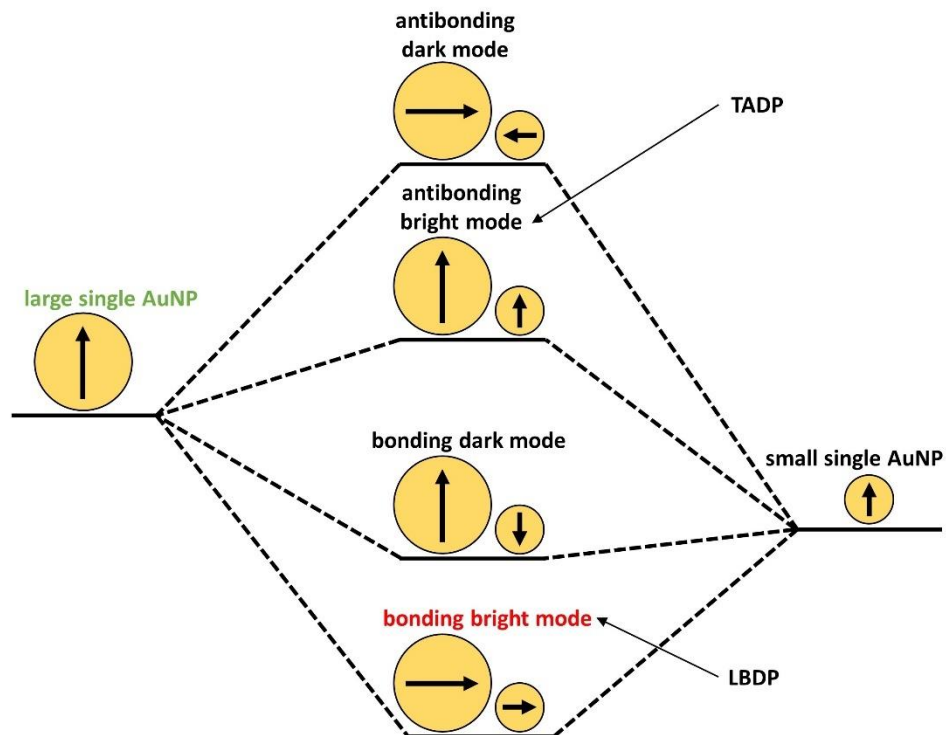 antibonding
dark mode
TADP
antibonding
bright mode
large single AuNP
bonding dark mode
small single AuNP
bonding bright mode
LBDP